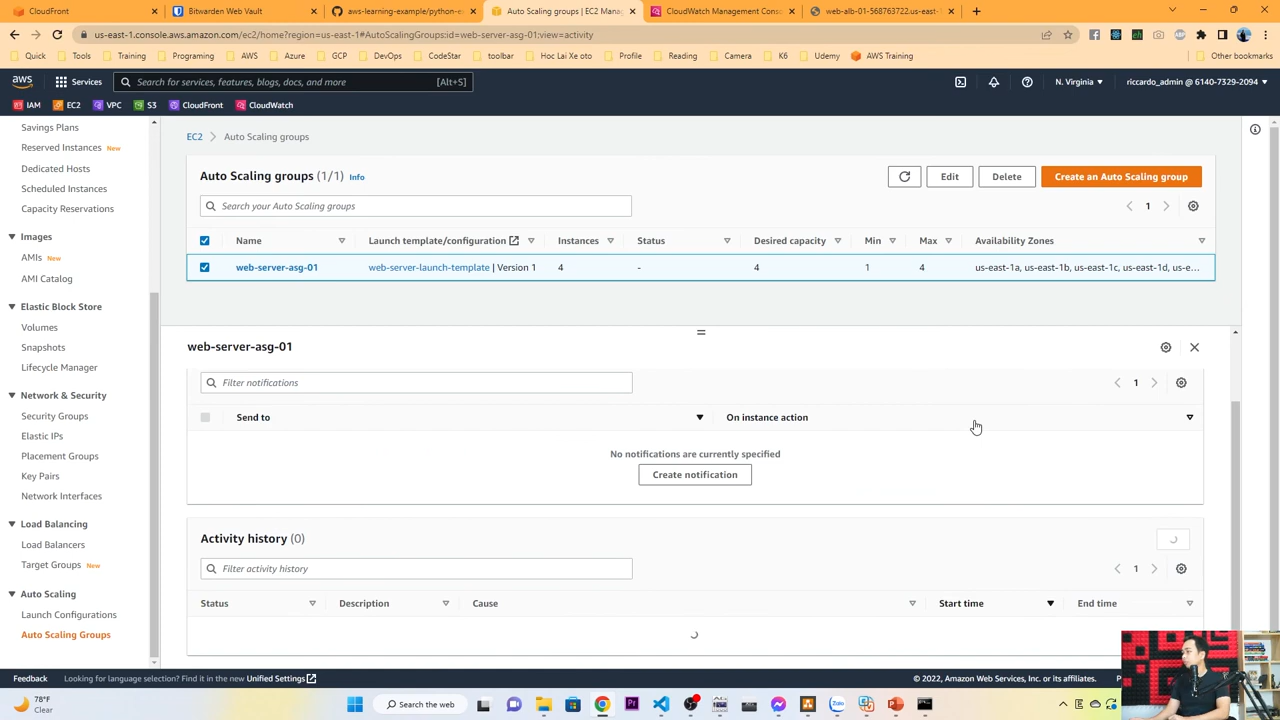 CloudFront
Bitwarden Web Vault
aws-learning-example/python-e
Auto Scaling groups | EC2 Manag
CloudWatch Management Conso
web-alb-01-568763722.us-east-1
us-east-1.console.aws.amazon.com/ec2/home?region=us-east-1#AutoScalingGroups:id=web-server-asg-01;view=activity
Quick
Tools
Training
Programing
AWS
Azure
GCP
DevOps
CodeStar
toolbar
Hoc Lai Xe oto
Profile
Reading
Camera
K6
Udemy
AWS Training
Other bookmarks
aws
Services
Search for services, features, blogs, docs, and more
[Alt+S]
N. Virginia
riccardo_admin @ 6140-7329-2094
IAM
EC2
VPC
S3
CloudFront
CloudWatch
Savings Plans
Reserved Instances New
Dedicated Hosts
Scheduled Instances
Capacity Reservations
Images
AMIs New
AMI Catalog
Elastic Block Store
Volumes
Snapshots
Lifecycle Manager
Network & Security
Security Groups
Elastic IPs
Placement Groups
Key Pairs
Network Interfaces
Load Balancing
Load Balancers
Target Groups New
Auto Scaling
Launch Configurations
Auto Scaling Groups
EC2 > Auto Scaling groups
Auto Scaling groups (1/1) Info
Edit
Delete
Create an Auto Scaling group
Search your Auto Scaling groups
1
Name
Launch template/configuration
Instances
Status
Desired capacity
Min
Max
Availability Zones
web-server-asg-01
web-server-launch-template | Version 1
4
-
4
1
4
us-east-1a, us-east-1b, us-east-1c, us-east-1d, us-e...
web-server-asg-01
Filter notifications
1
Send to
On instance action
No notifications are currently specified
Create notification
Activity history (0)
Filter activity history
1
Status
Description
Cause
Start time
End time
Feedback
Looking for language selection? Find it in the new Unified Settings
© 2022, Amazon Web Services, Inc. or its affiliates.
78°F
Clear
Search the web